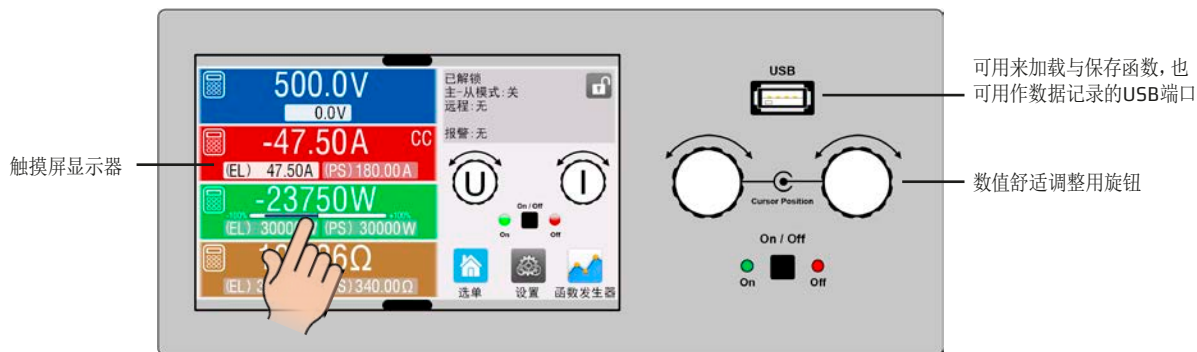 触摸屏显示器
500.0V
0.0V
-47.50A CC
(EL) 47.50A (PS) 180.00A
-23750W
-100% +100%
(EL) 3000 (PS) 30000W
6Ω
(EL) S) 340.00Ω
已解锁
主-从模式:关
远程:无
报警:无
U I
On / Off
On Off
选单 设置 函数发生器
USB
Cursor Position
On / Off
On Off
可用来加载与保存函数,也
可用作数据记录的USB端口
数值舒适调整用旋钮